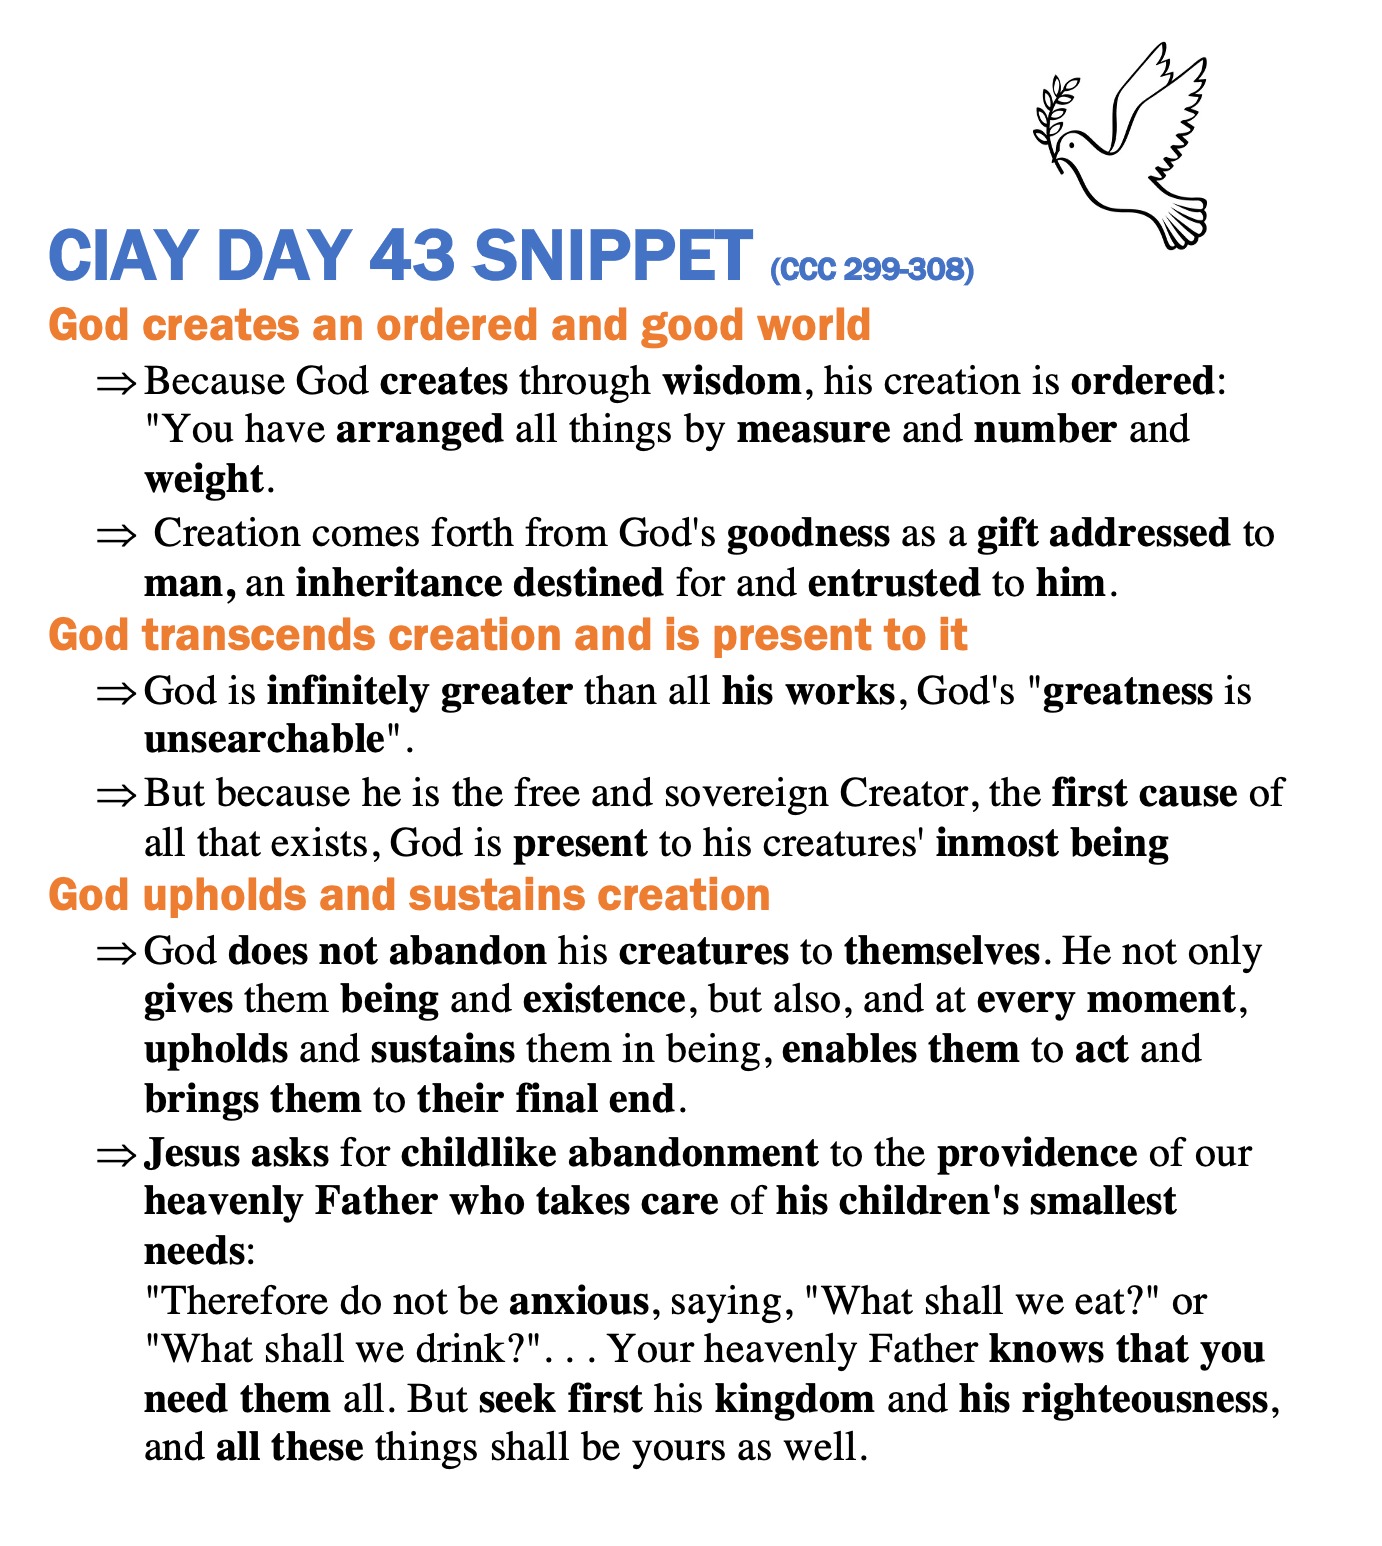 CIAY DAY 43 SNIPPET (CCC 299-308)
God creates an ordered and good world
⇒ Because God creates through wisdom, his creation is ordered:
"You have arranged all things by measure and number and
weight.
⇒ Creation comes forth from God's goodness as a gift addressed to
man, an inheritance destined for and entrusted to him.
God transcends creation and is present to it
⇒ God is infinitely greater than all his works, God's "greatness is
unsearchable".
⇒ But because he is the free and sovereign Creator, the first cause of
all that exists, God is present to his creatures' inmost being
God upholds and sustains creation
⇒ God does not abandon his creatures to themselves. He not only
gives them being and existence, but also, and at every moment,
upholds and sustains them in being, enables them to act and
brings them to their final end.
⇒ Jesus asks for childlike abandonment to the providence of our
heavenly Father who takes care of his children's smallest
needs:
"Therefore do not be anxious, saying, "What shall we eat?" or
"What shall we drink?". . . Your heavenly Father knows that you
need them all. But seek first his kingdom and his righteousness,
and all these things shall be yours as well.